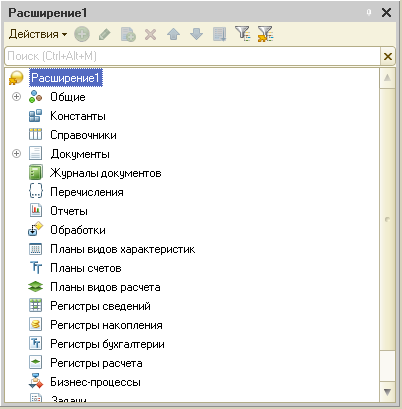 Расширение1
Действия
Поиск (Ctrl+Alt+M)
Расширение1
Общие
Константы
Справочники
Документы
Журналы документов
Перечисления
Отчеты
Обработки
Планы видов характеристик
Планы счетов
Планы видов расчета
Регистры сведений
Регистры накопления
Регистры бухгалтерии
Регистры расчета
Бизнес-процессы
Задачи